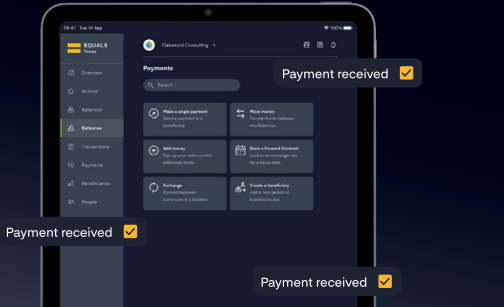 09:41 Tue 14 Sep
100%
EQUALS
Money
Oakwood Consulting
Payments
Search
Overview
Actions
Balances
Balances
Transactions
Payments
Beneficiaries
People
Make a single payment
Send a payment to a
beneficiary
Move money
Transfer funds between
two Balances
Add money
Top up your balance with
additional funds
Book a Forward Contract
Lock in an exchange rate
for a future date
Exchange
Convert between
currencies in a balance
Create a beneficiary
Add a new person or
business to pay
Payment received
Payment received
Payment received